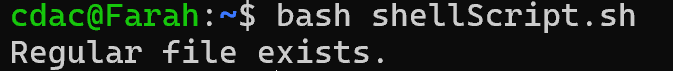 cdac@Farah:~$ bash shellScript.sh
Regular file exists.